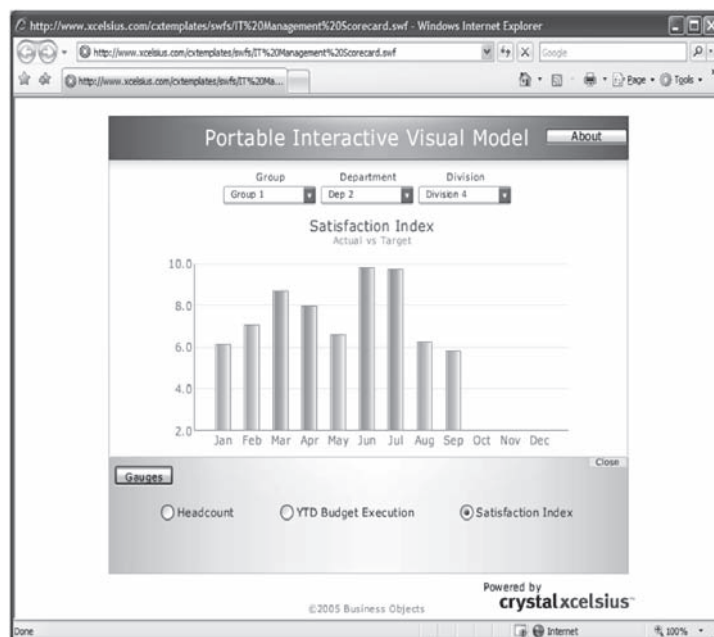 http://www.xcelsius.com/cxtemplates/swfs/IT%20Management%20Scorecard.swf - Windows Internet Explorer
http://www.xcelsius.com/cxtemplates/swfs/IT%20Management%20Scorecard.swf
Google
http://www.xcelsius.com/cxtemplates/swfs/IT%20Ma...
Page
Tools
Portable Interactive Visual Model
About
Group Department Division
Group 1 Dep 2 Division 4
Satisfaction Index
Actual vs Target
10.0
8.0
6.0
4.0
2.0
Jan Feb Mar Apr May Jun Jul Aug Sep Oct Nov Dec
Close
Gauges
Headcount YTD Budget Execution Satisfaction Index
Powered by
crystalxcelsius™
©2005 Business Objects
Done Internet 100%